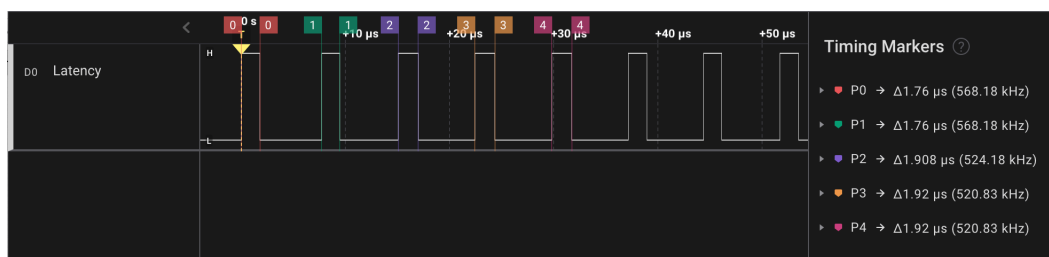 0 0 1 1 2 2 3 3 4 4
0 s
+10 µs +20 µs +30 µs +40 µs +50 µs
Timing Markers ?
D0 Latency
H
L
P0 → Δ1.76 µs (568.18 kHz)
P1 → Δ1.76 µs (568.18 kHz)
P2 → Δ1.908 µs (524.18 kHz)
P3 → Δ1.92 µs (520.83 kHz)
P4 → Δ1.92 µs (520.83 kHz)